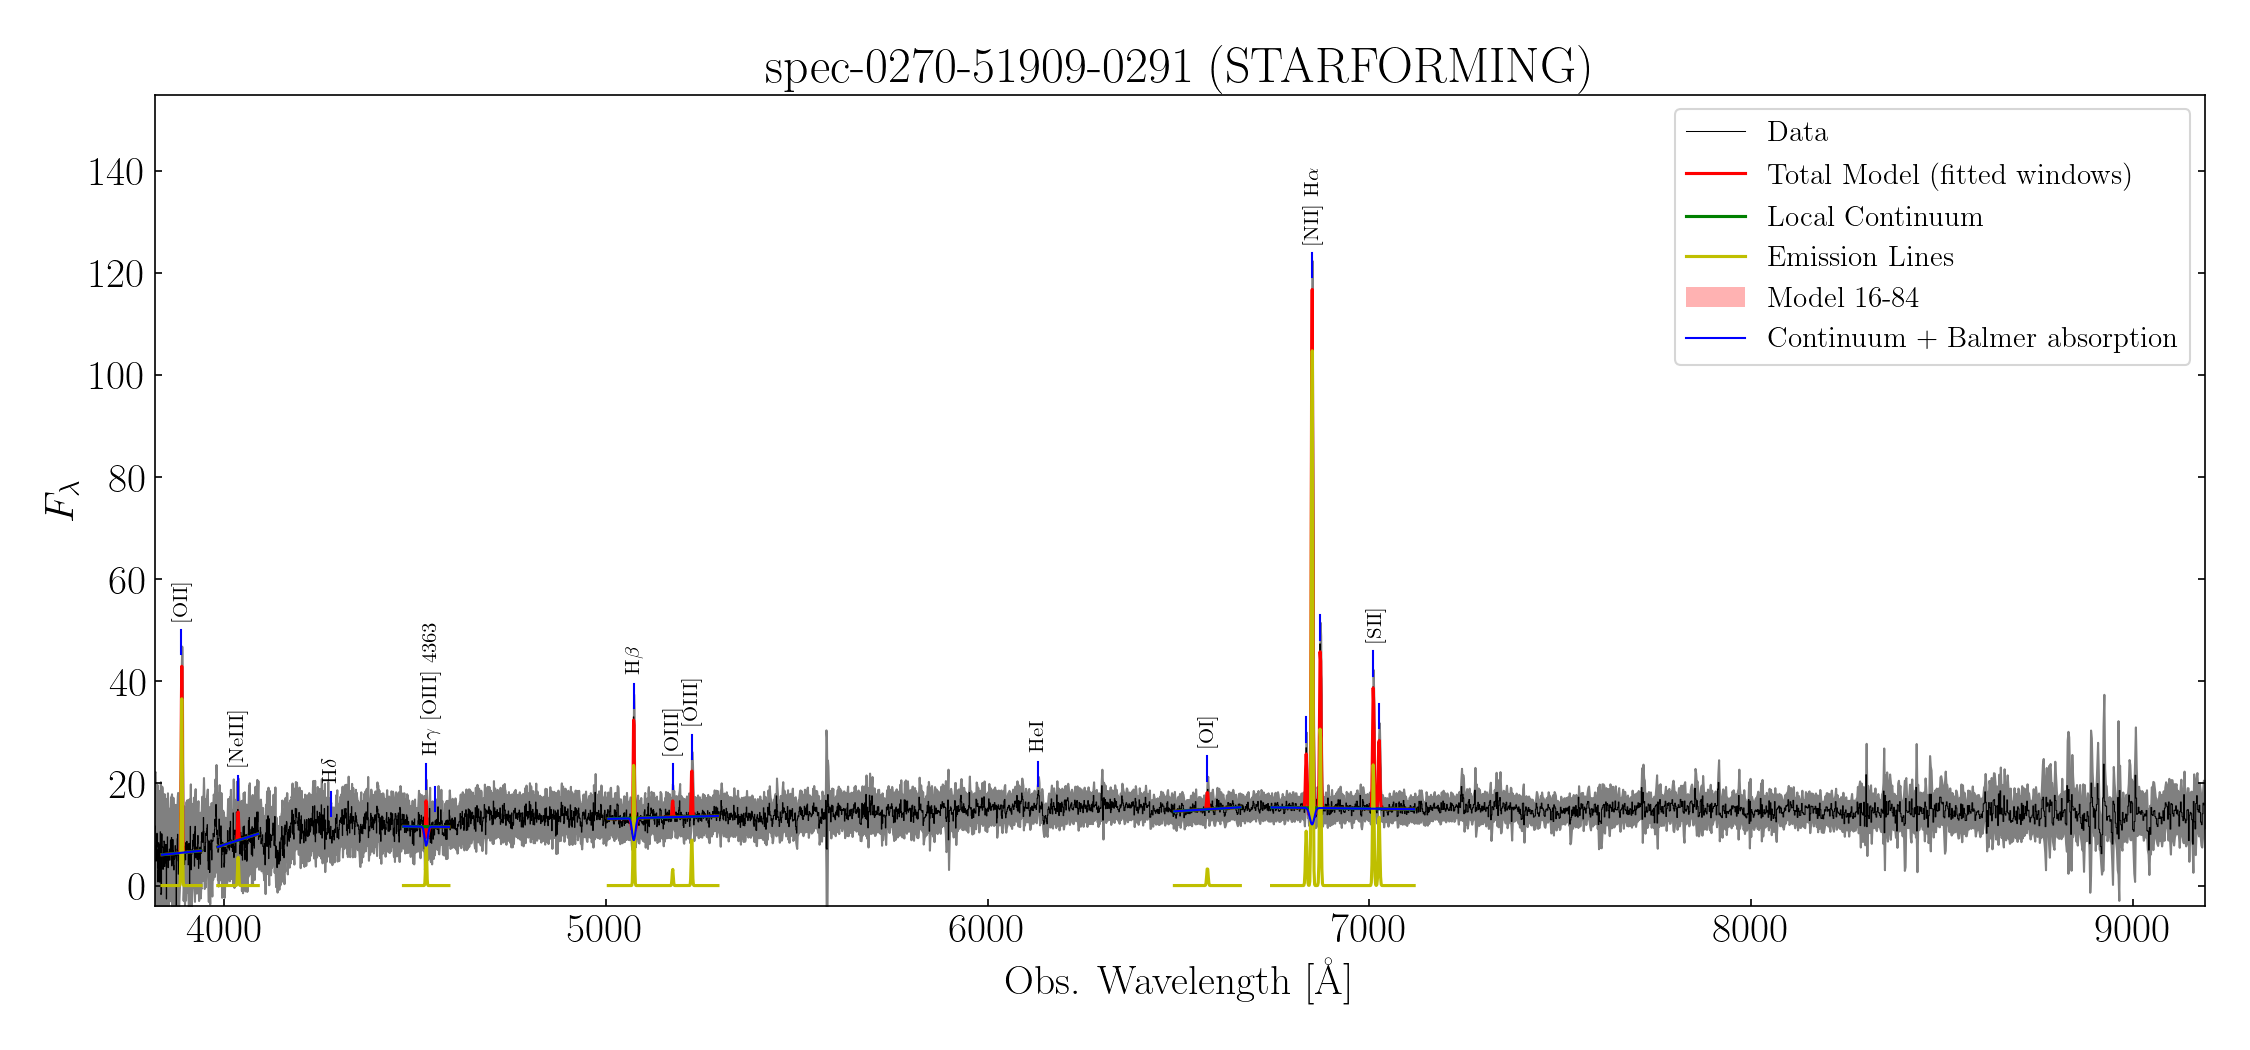 spec-0270-51909-0291 (STARFORMING)
Data
Total Model (fitted windows)
Local Continuum
Emission Lines
Model 16-84
Continuum + Balmer absorption
140
120
100
80
60
40
20
0
F_λ
[OII]
[NeIII]
Hδ
Hγ [OIII] 4363
Hβ
[OIII]
[OIII]
HeI
[OI]
[NII] Hα
[SII]
4000
5000
6000
7000
8000
9000
Obs. Wavelength [Å]